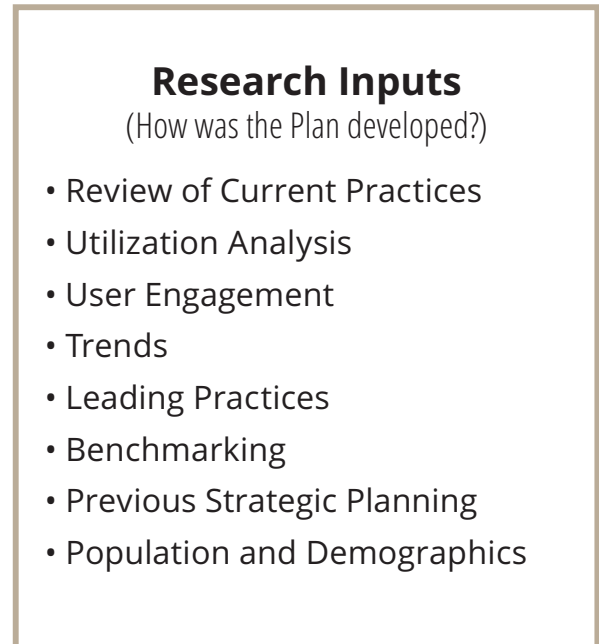 Research Inputs
(How was the Plan developed?)
• Review of Current Practices
• Utilization Analysis
• User Engagement
• Trends
• Leading Practices
• Benchmarking
• Previous Strategic Planning
• Population and Demographics